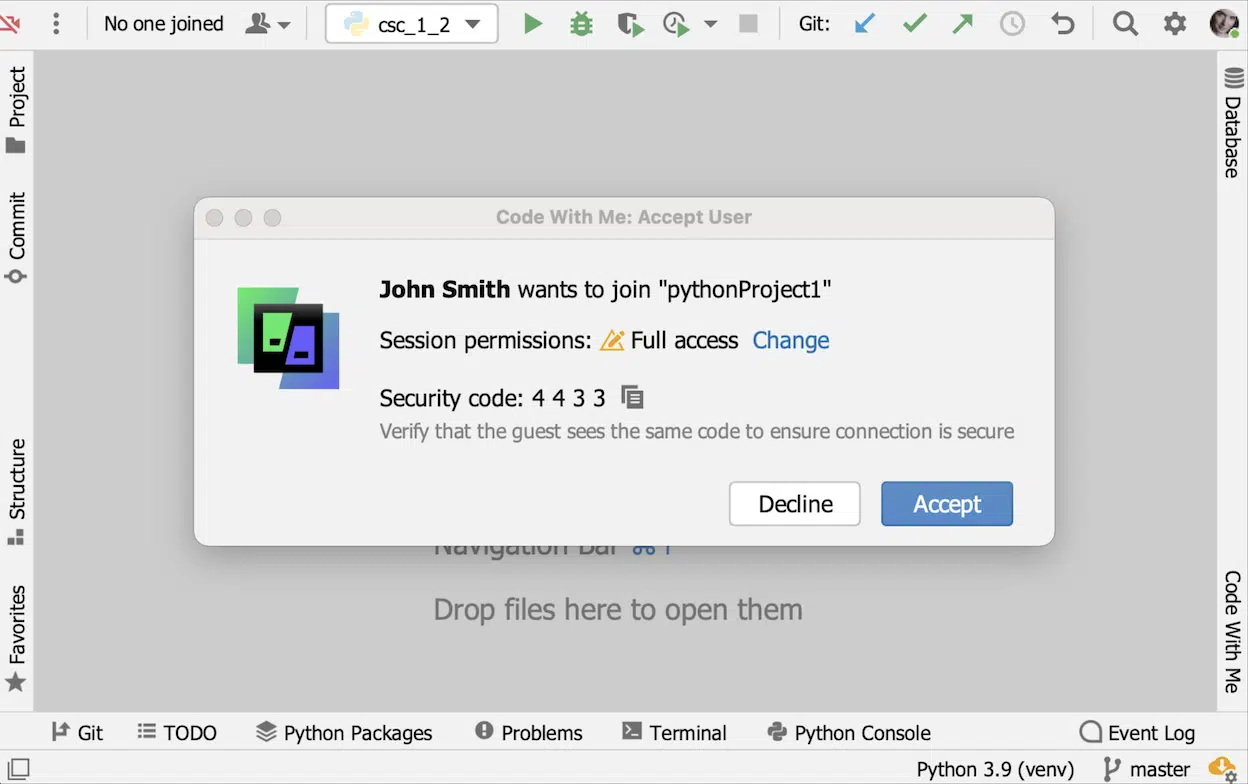 No one joined
csc_1_2
Git:
Project
Commit
Structure
Favorites
Database
Code With Me
Code With Me: Accept User
John Smith wants to join "pythonProject1"
Session permissions: Full access Change
Security code: 4 4 3 3
Verify that the guest sees the same code to ensure connection is secure
Decline Accept
Navigation Bar
Drop files here to open them
Git TODO Python Packages Problems Terminal Python Console Event Log
Python 3.9 (venv) master